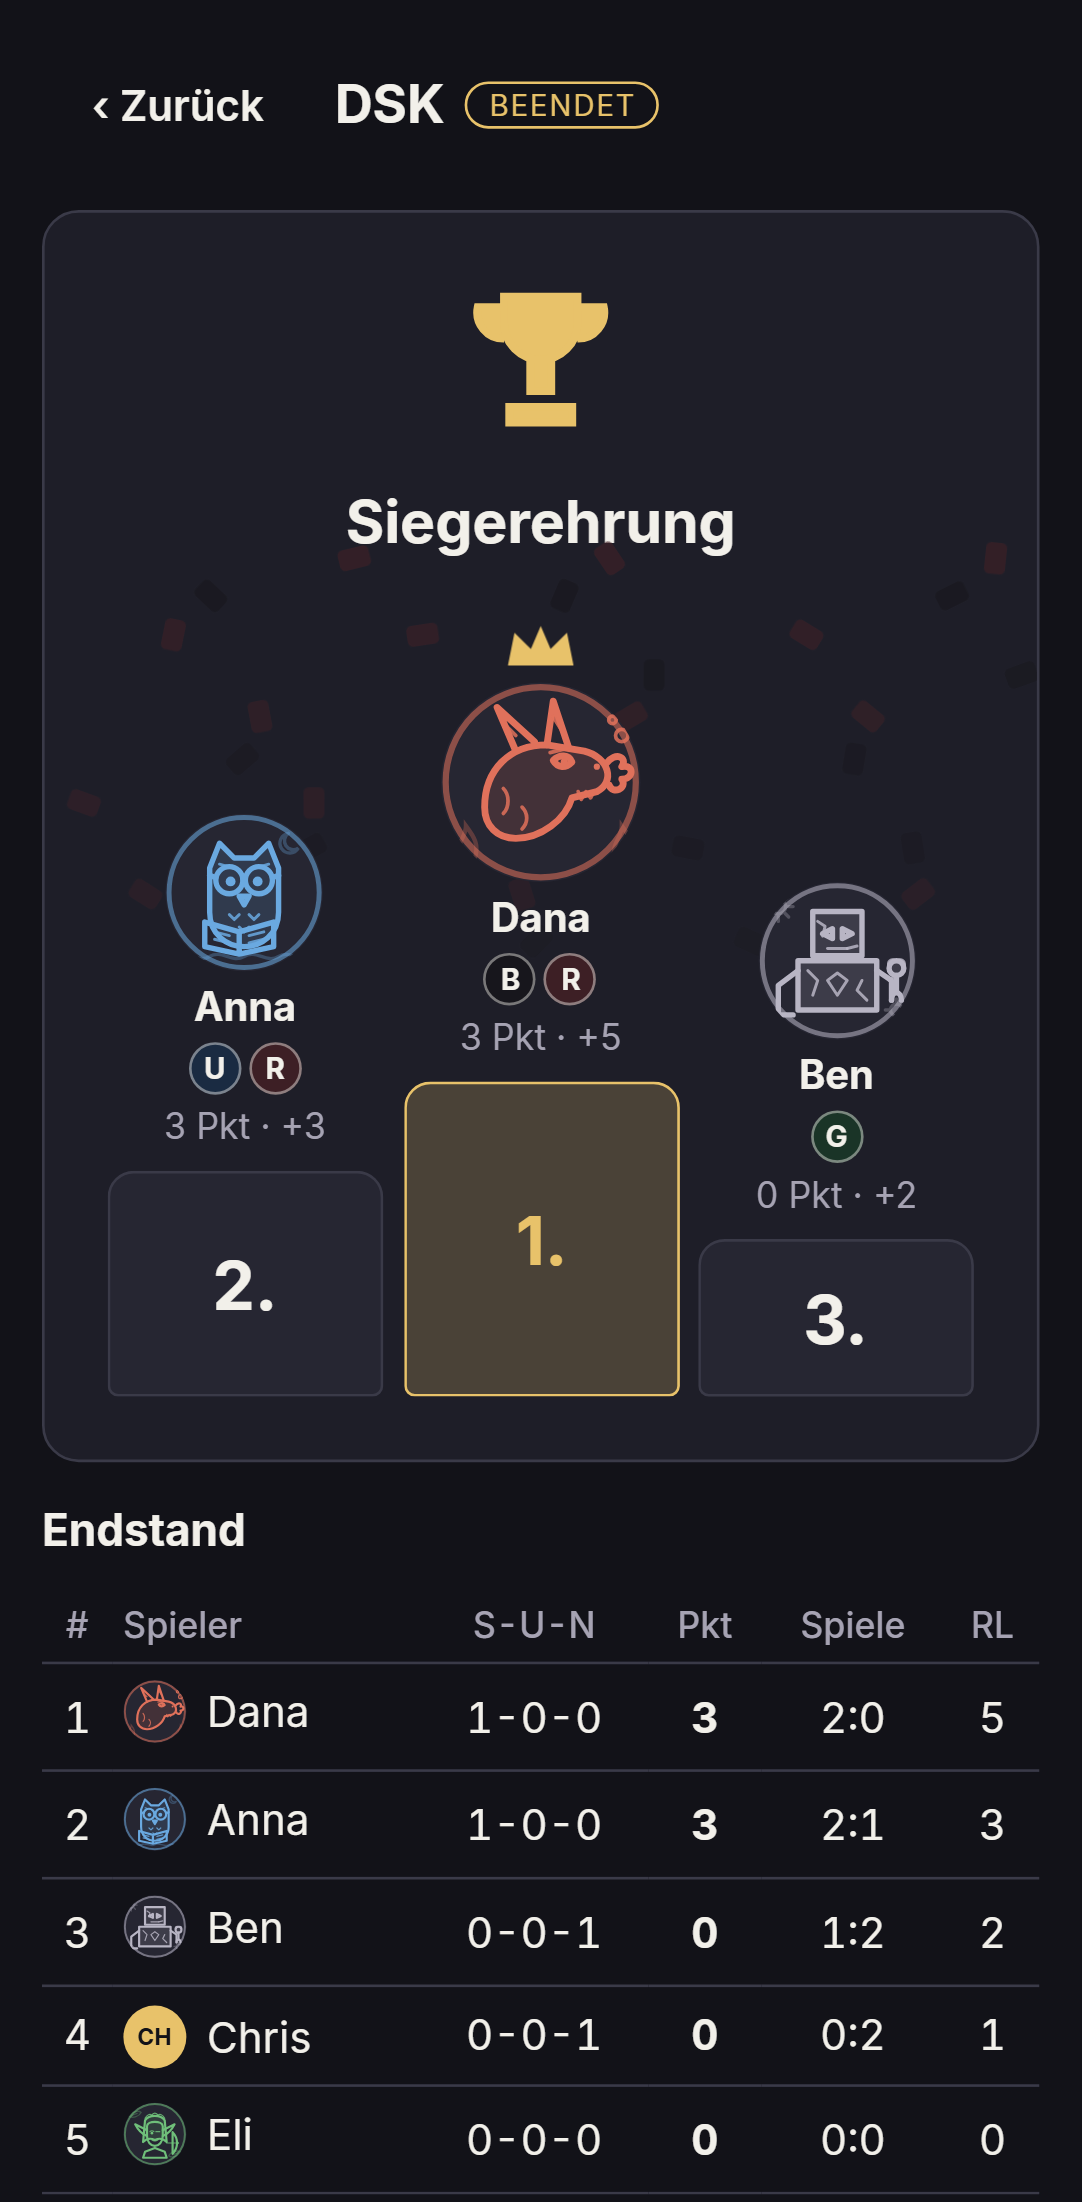 ‹ Zurück DSK BEENDET
Siegerehrung
Dana
B R
3 Pkt · +5
Anna
U R
3 Pkt · +3
Ben
G
0 Pkt · +2
2. 1. 3.
Endstand
# Spieler S-U-N Pkt Spiele RL
1 Dana 1-0-0 3 2:0 5
2 Anna 1-0-0 3 2:1 3
3 Ben 0-0-1 0 1:2 2
4 CH Chris 0-0-1 0 0:2 1
5 Eli 0-0-0 0 0:0 0